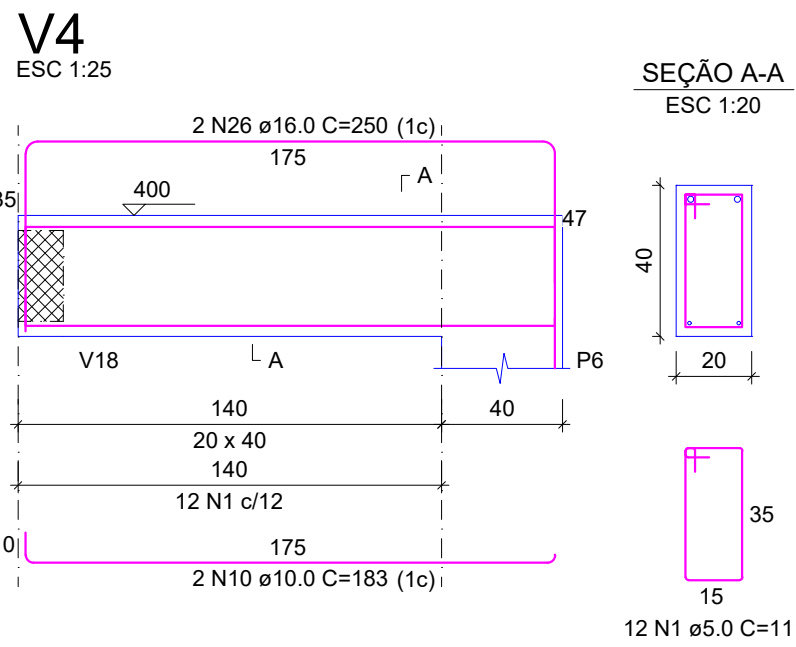 V4
ESC 1:25
SEÇÃO A-A
ESC 1:20
2 N26 ø16.0 C=250 (1c)
175
A
35
400
47
40
V18
A
P6
20
140
40
20 x 40
140
12 N1 c/12
35
0
175
2 N10 ø10.0 C=183 (1c)
15
12 N1 ø5.0 C=11